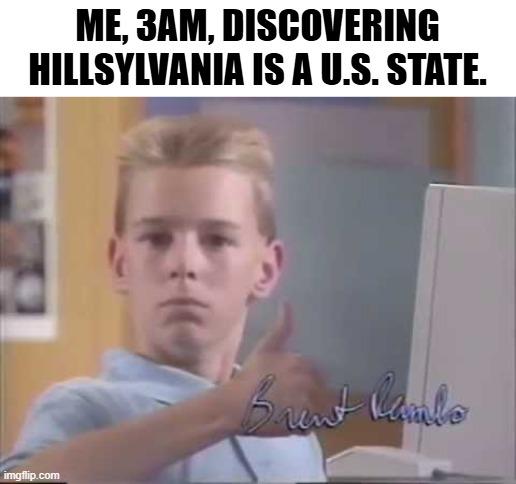 ME, 3AM, DISCOVERING
HILLSYLVANIA IS A U.S. STATE.
Brent Rambo
imgflip.com